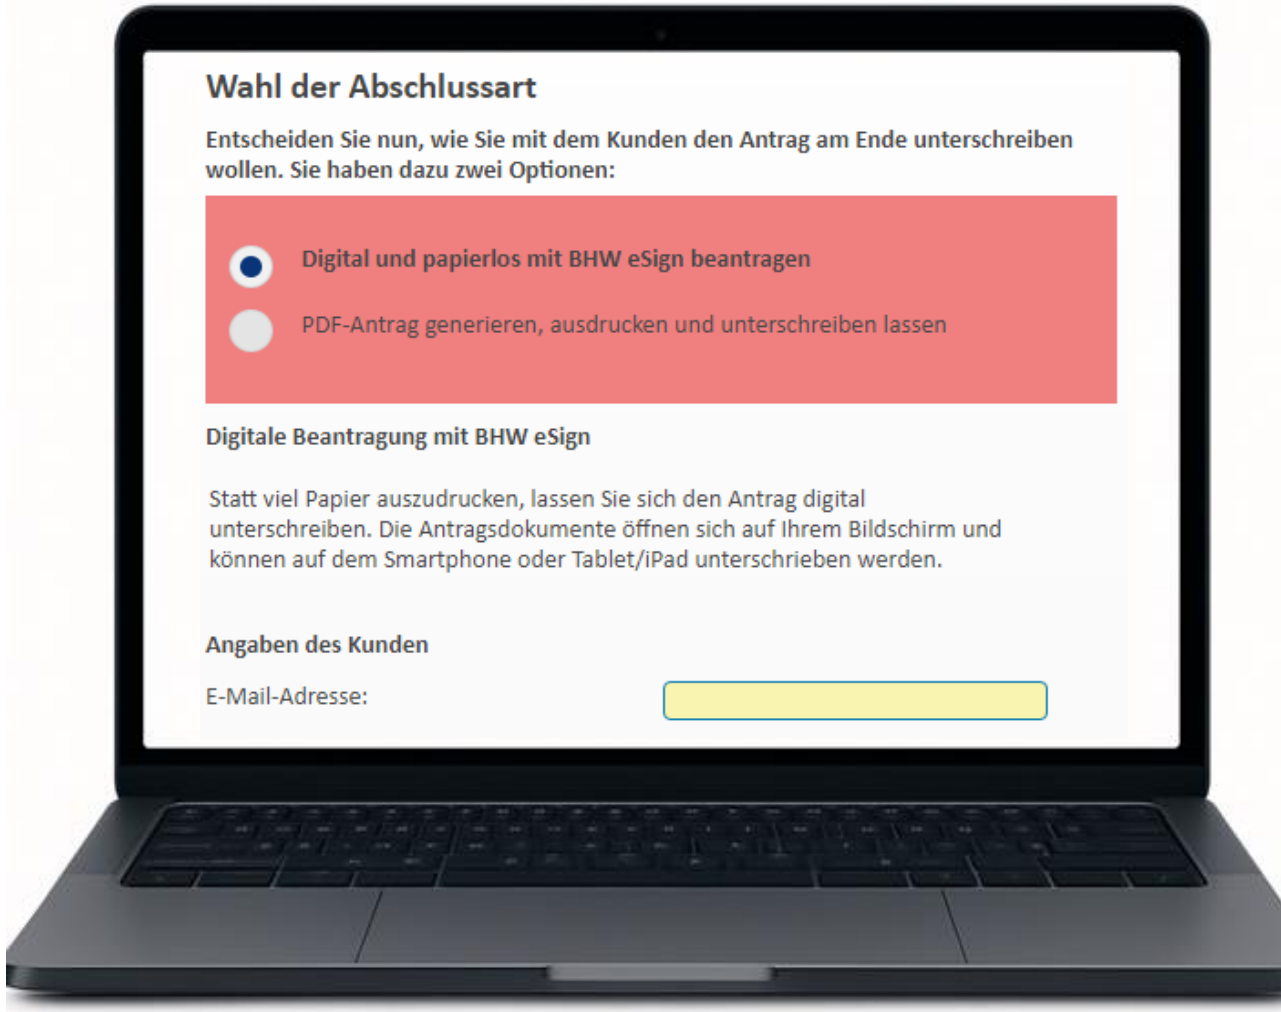 Wahl der Abschlussart
Entscheiden Sie nun, wie Sie mit dem Kunden den Antrag am Ende unterschreiben
wollen. Sie haben dazu zwei Optionen:
Digital und papierlos mit BHW eSign beantragen
PDF-Antrag generieren, ausdrucken und unterschreiben lassen
Digitale Beantragung mit BHW eSign
Statt viel Papier auszudrucken, lassen Sie sich den Antrag digital
unterschreiben. Die Antragsdokumente öffnen sich auf Ihrem Bildschirm und
können auf dem Smartphone oder Tablet/iPad unterschrieben werden.
Angaben des Kunden
E-Mail-Adresse: